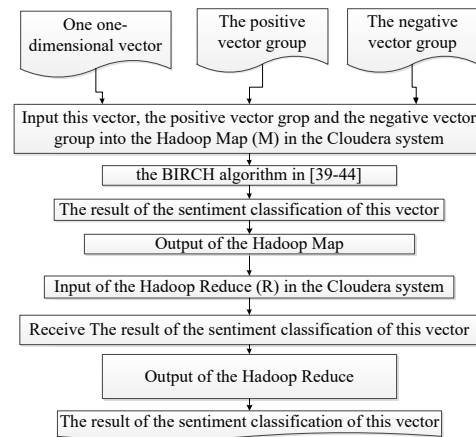 One one-
dimensional vector
The positive
vector group
The negative
vector group
Input this vector, the positive vector grop and the negative vector
group into the Hadoop Map (M) in the Cloudera system
the BIRCH algorithm in [39-44]
The result of the sentiment classification of this vector
Output of the Hadoop Map
Input of the Hadoop Reduce (R) in the Cloudera system
Receive The result of the sentiment classification of this vector
Output of the Hadoop Reduce
The result of the sentiment classification of this vector